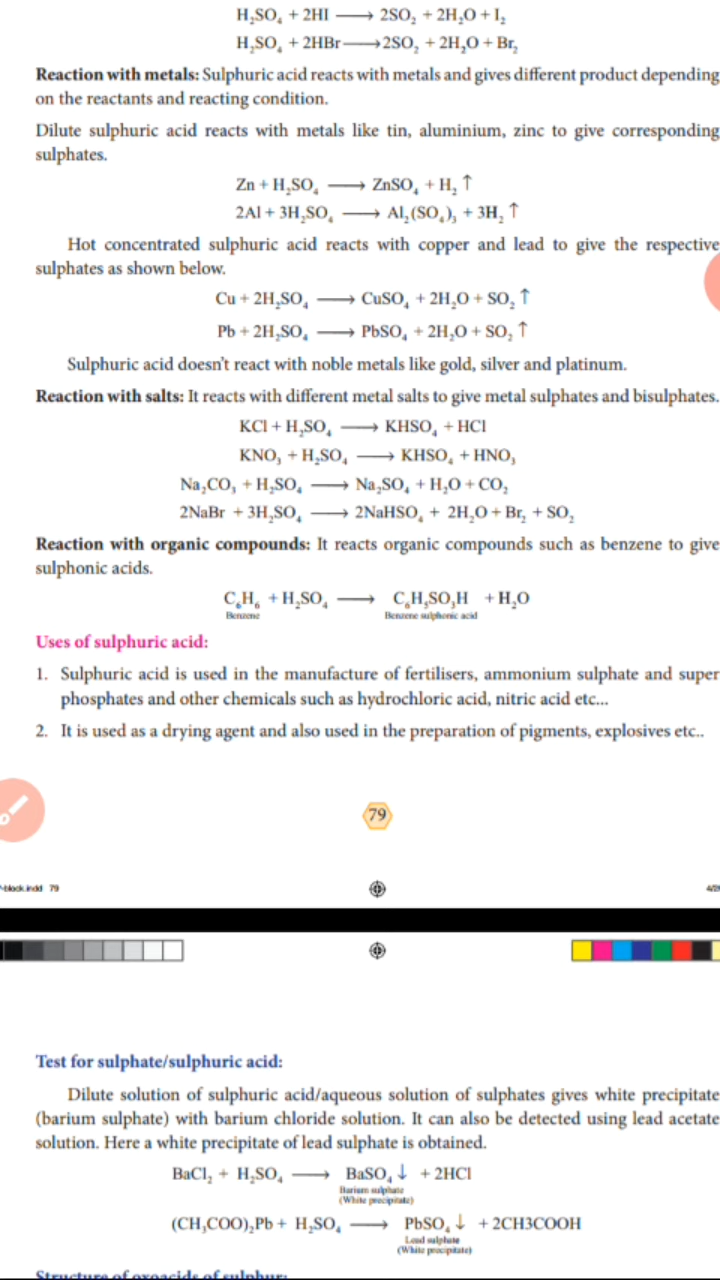 H₂SO₄ + 2HI ⟶ 2SO₂ + 2H₂O + I₂
H₂SO₄ + 2HBr ⟶ 2SO₂ + 2H₂O + Br₂
Reaction with metals: Sulphuric acid reacts with metals and gives different product depending
on the reactants and reacting condition.
Dilute sulphuric acid reacts with metals like tin, aluminium, zinc to give corresponding
sulphates.
Zn + H₂SO₄ ⟶ ZnSO₄ + H₂ ↑
2Al + 3H₂SO₄ ⟶ Al₂(SO₄)₃ + 3H₂ ↑
Hot concentrated sulphuric acid reacts with copper and lead to give the respective
sulphates as shown below.
Cu + 2H₂SO₄ ⟶ CuSO₄ + 2H₂O + SO₂ ↑
Pb + 2H₂SO₄ ⟶ PbSO₄ + 2H₂O + SO₂ ↑
Sulphuric acid doesn't react with noble metals like gold, silver and platinum.
Reaction with salts: It reacts with different metal salts to give metal sulphates and bisulphates.
KCl + H₂SO₄ ⟶ KHSO₄ + HCl
KNO₃ + H₂SO₄ ⟶ KHSO₄ + HNO₃
Na₂CO₃ + H₂SO₄ ⟶ Na₂SO₄ + H₂O + CO₂
2NaBr + 3H₂SO₄ ⟶ 2NaHSO₄ + 2H₂O + Br₂ + SO₂
Reaction with organic compounds: It reacts organic compounds such as benzene to give
sulphonic acids.
C₆H₆ + H₂SO₄ ⟶ C₆H₅SO₃H + H₂O
Benzene Benzene sulphonic acid
Uses of sulphuric acid:
1. Sulphuric acid is used in the manufacture of fertilisers, ammonium sulphate and super
phosphates and other chemicals such as hydrochloric acid, nitric acid etc...
2. It is used as a drying agent and also used in the preparation of pigments, explosives etc..
79
-block.indd 79
Test for sulphate/sulphuric acid:
Dilute solution of sulphuric acid/aqueous solution of sulphates gives white precipitate
(barium sulphate) with barium chloride solution. It can also be detected using lead acetate
solution. Here a white precipitate of lead sulphate is obtained.
BaCl₂ + H₂SO₄ ⟶ BaSO₄ ↓ + 2HCl
Barium sulphate
(White precipitate)
(CH₃COO)₂Pb + H₂SO₄ ⟶ PbSO₄ ↓ + 2CH3COOH
Lead sulphate
(White precipitate)
Structure of oxoacids of sulphur: